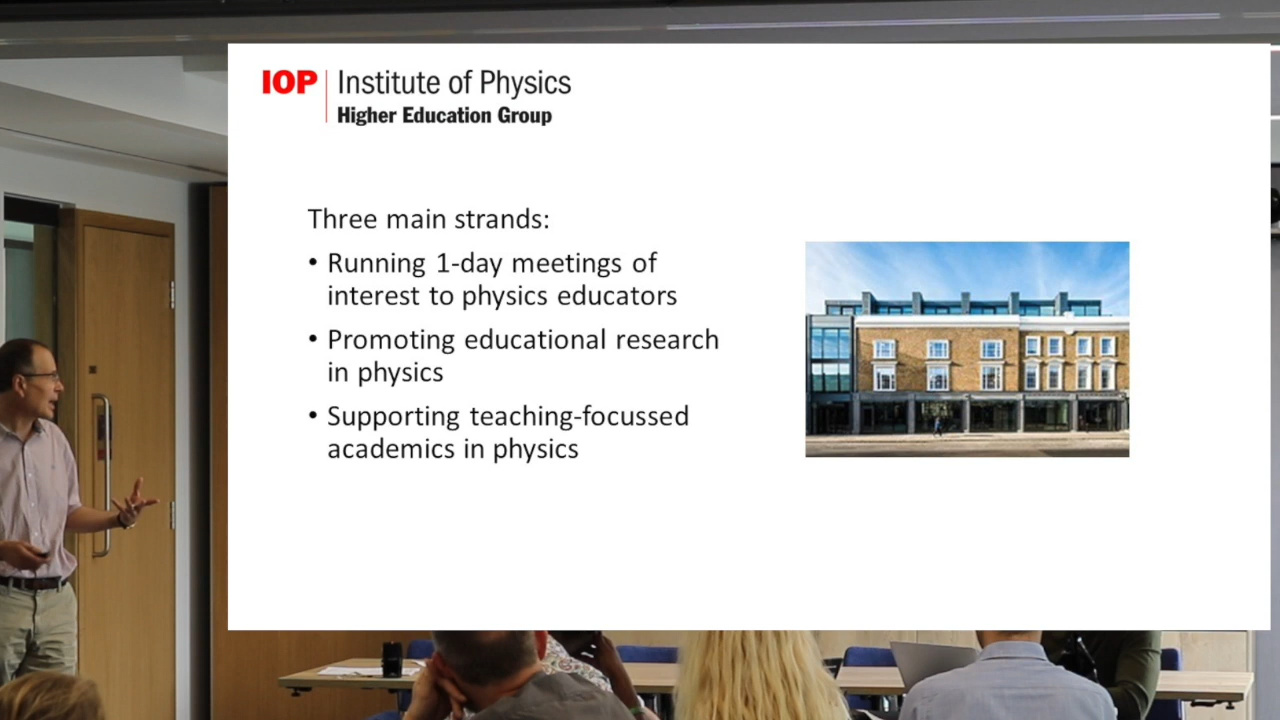 IOP Institute of Physics
Higher Education Group
Three main strands:
• Running 1-day meetings of
interest to physics educators
• Promoting educational research
in physics
• Supporting teaching-focussed
academics in physics